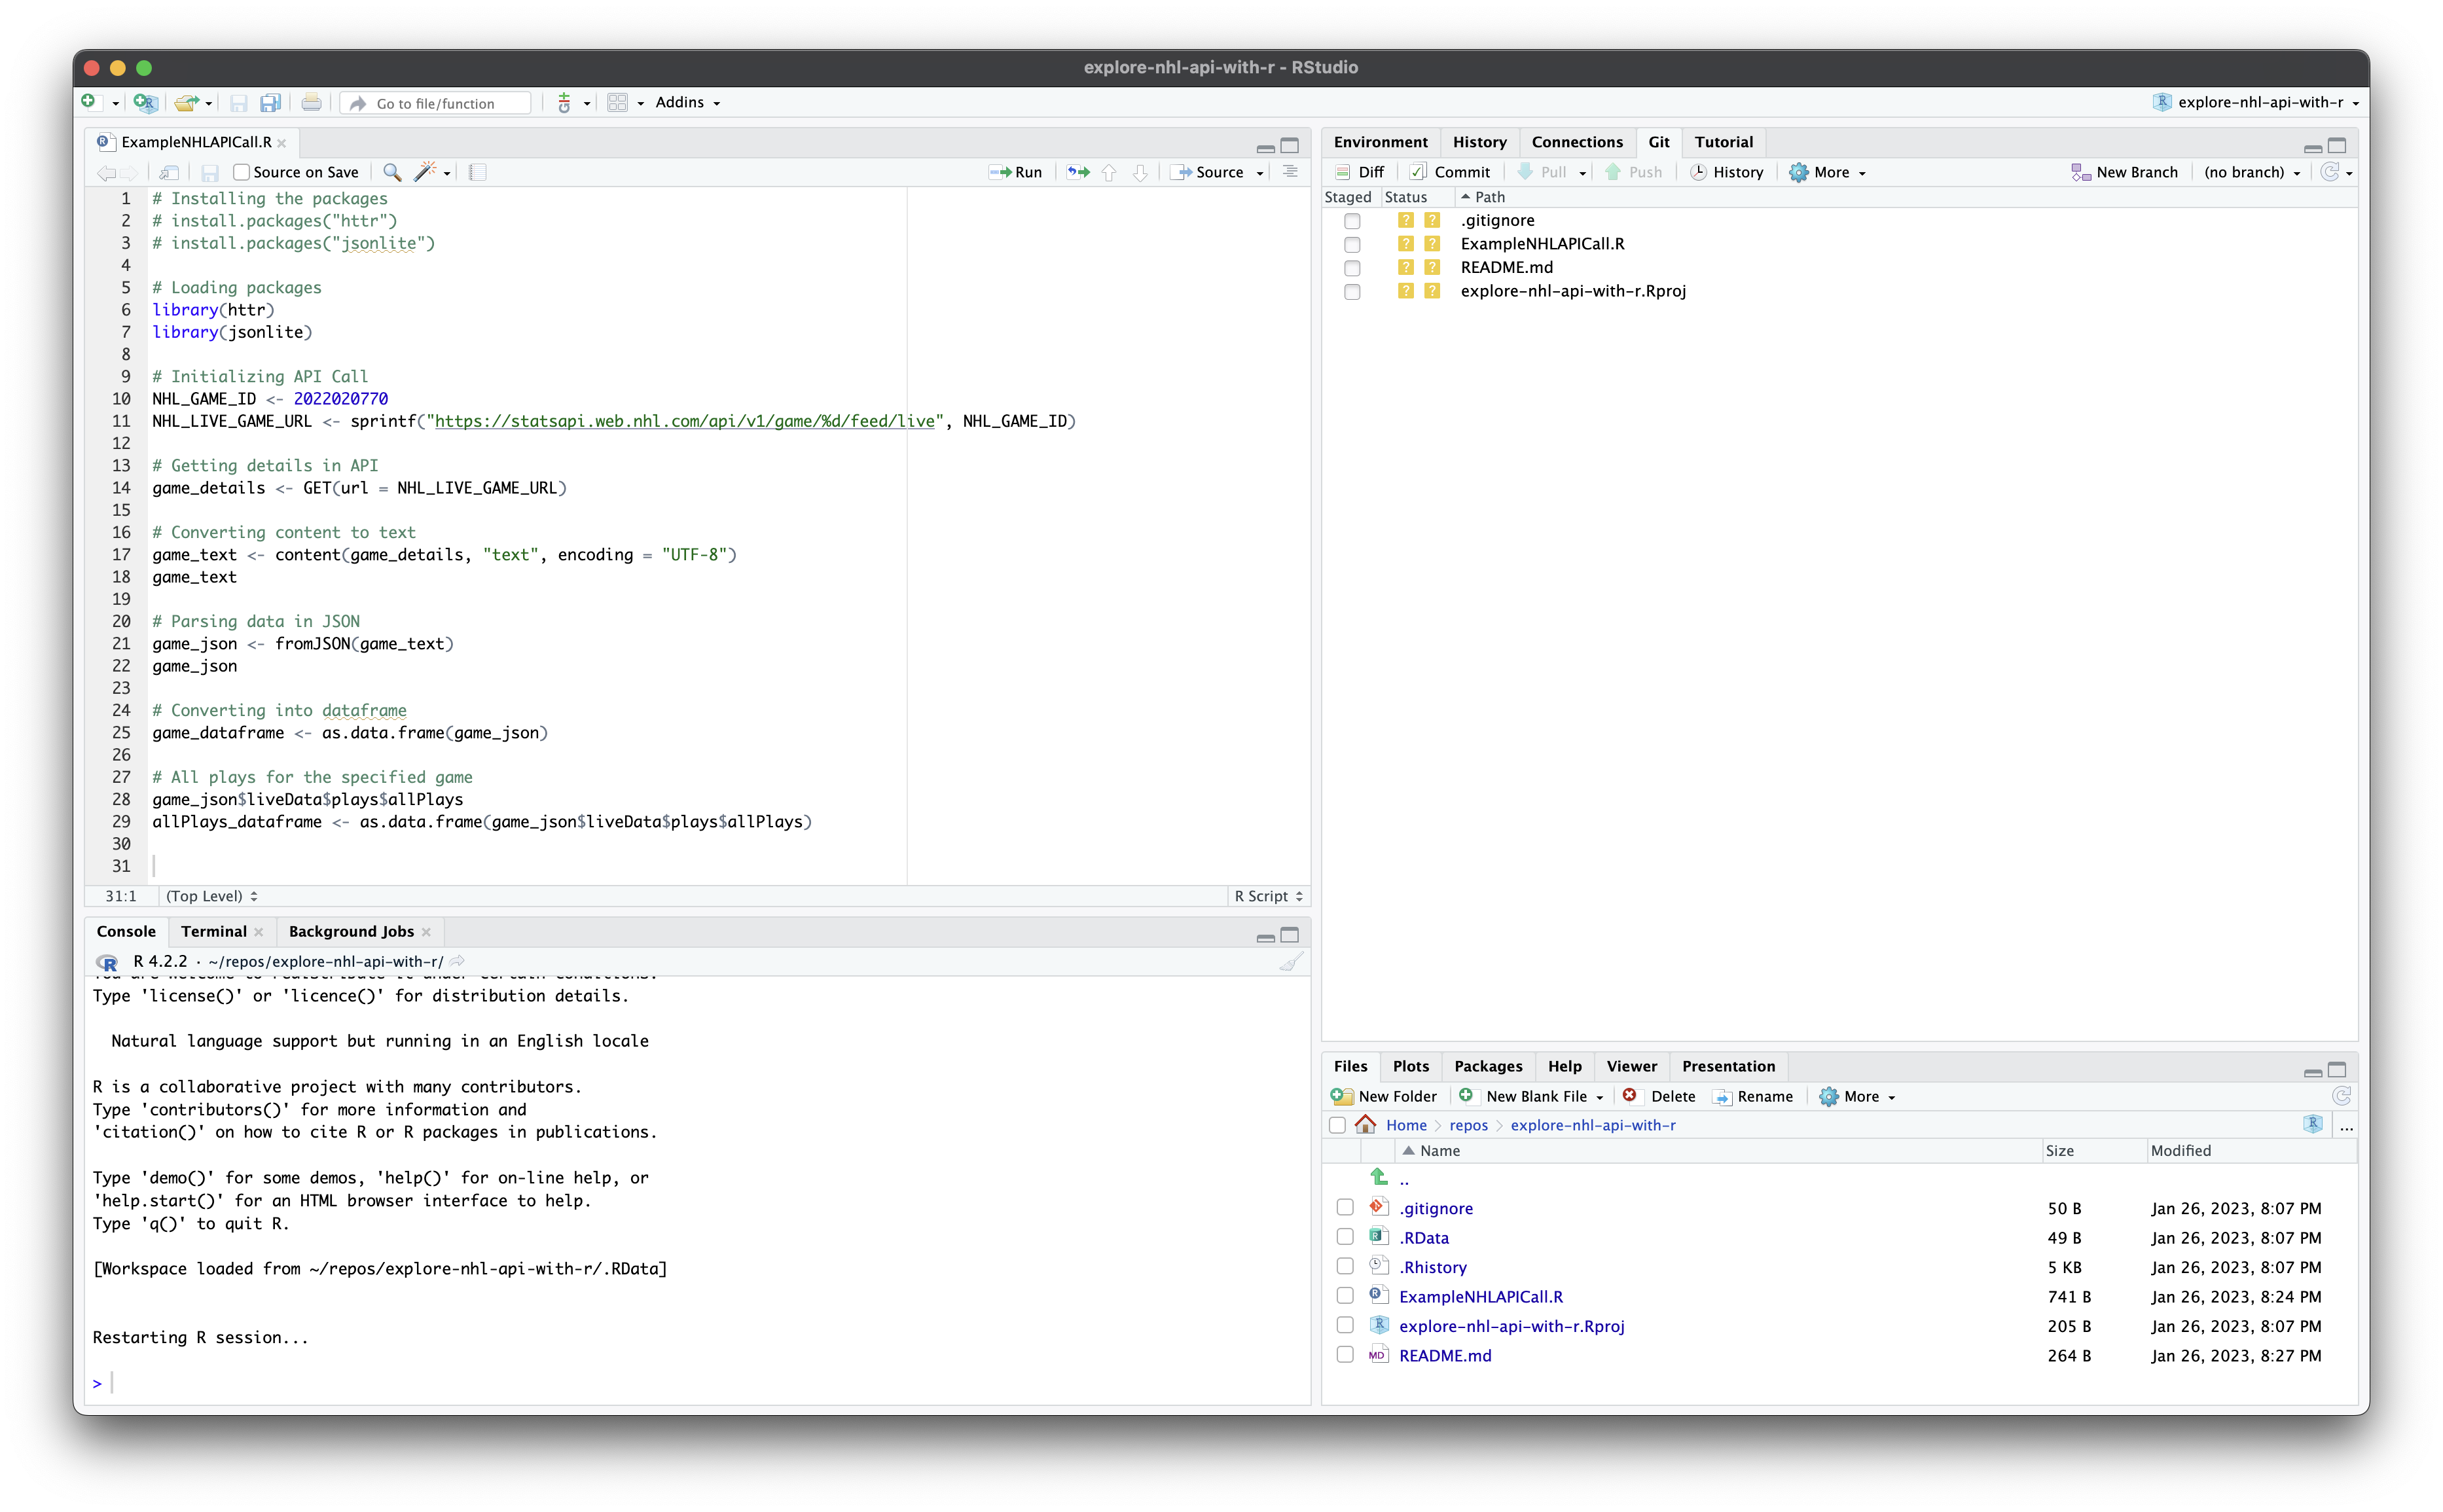 explore-nhl-api-with-r - RStudio
Go to file/function
Addins
explore-nhl-api-with-r
ExampleNHLAPICall.R
Source on Save
Run
Source
1 # Installing the packages
2 # install.packages("httr")
3 # install.packages("jsonlite")
4
5 # Loading packages
6 library(httr)
7 library(jsonlite)
8
9 # Initializing API Call
10 NHL_GAME_ID <- 2022020770
11 NHL_LIVE_GAME_URL <- sprintf("https://statsapi.web.nhl.com/api/v1/game/%d/feed/live", NHL_GAME_ID)
12
13 # Getting details in API
14 game_details <- GET(url = NHL_LIVE_GAME_URL)
15
16 # Converting content to text
17 game_text <- content(game_details, "text", encoding = "UTF-8")
18 game_text
19
20 # Parsing data in JSON
21 game_json <- fromJSON(game_text)
22 game_json
23
24 # Converting into dataframe
25 game_dataframe <- as.data.frame(game_json)
26
27 # All plays for the specified game
28 game_json$liveData$plays$allPlays
29 allPlays_dataframe <- as.data.frame(game_json$liveData$plays$allPlays)
30
31
31:1 (Top Level) R Script
Console Terminal Background Jobs
R 4.2.2 · ~/repos/explore-nhl-api-with-r/
You are welcome to redistribute it under certain conditions.
Type 'license()' or 'licence()' for distribution details.
Natural language support but running in an English locale
R is a collaborative project with many contributors.
Type 'contributors()' for more information and
'citation()' on how to cite R or R packages in publications.
Type 'demo()' for some demos, 'help()' for on-line help, or
'help.start()' for an HTML browser interface to help.
Type 'q()' to quit R.
[Workspace loaded from ~/repos/explore-nhl-api-with-r/.RData]
Restarting R session...
>
Environment History Connections Git Tutorial
Diff Commit Pull Push History More New Branch (no branch)
Staged Status Path
? ? .gitignore
? ? ExampleNHLAPICall.R
? ? README.md
? ? explore-nhl-api-with-r.Rproj
Files Plots Packages Help Viewer Presentation
New Folder New Blank File Delete Rename More
Home repos explore-nhl-api-with-r ...
Name Size Modified
..
.gitignore 50 B Jan 26, 2023, 8:07 PM
.RData 49 B Jan 26, 2023, 8:07 PM
.Rhistory 5 KB Jan 26, 2023, 8:07 PM
ExampleNHLAPICall.R 741 B Jan 26, 2023, 8:24 PM
explore-nhl-api-with-r.Rproj 205 B Jan 26, 2023, 8:07 PM
README.md 264 B Jan 26, 2023, 8:27 PM